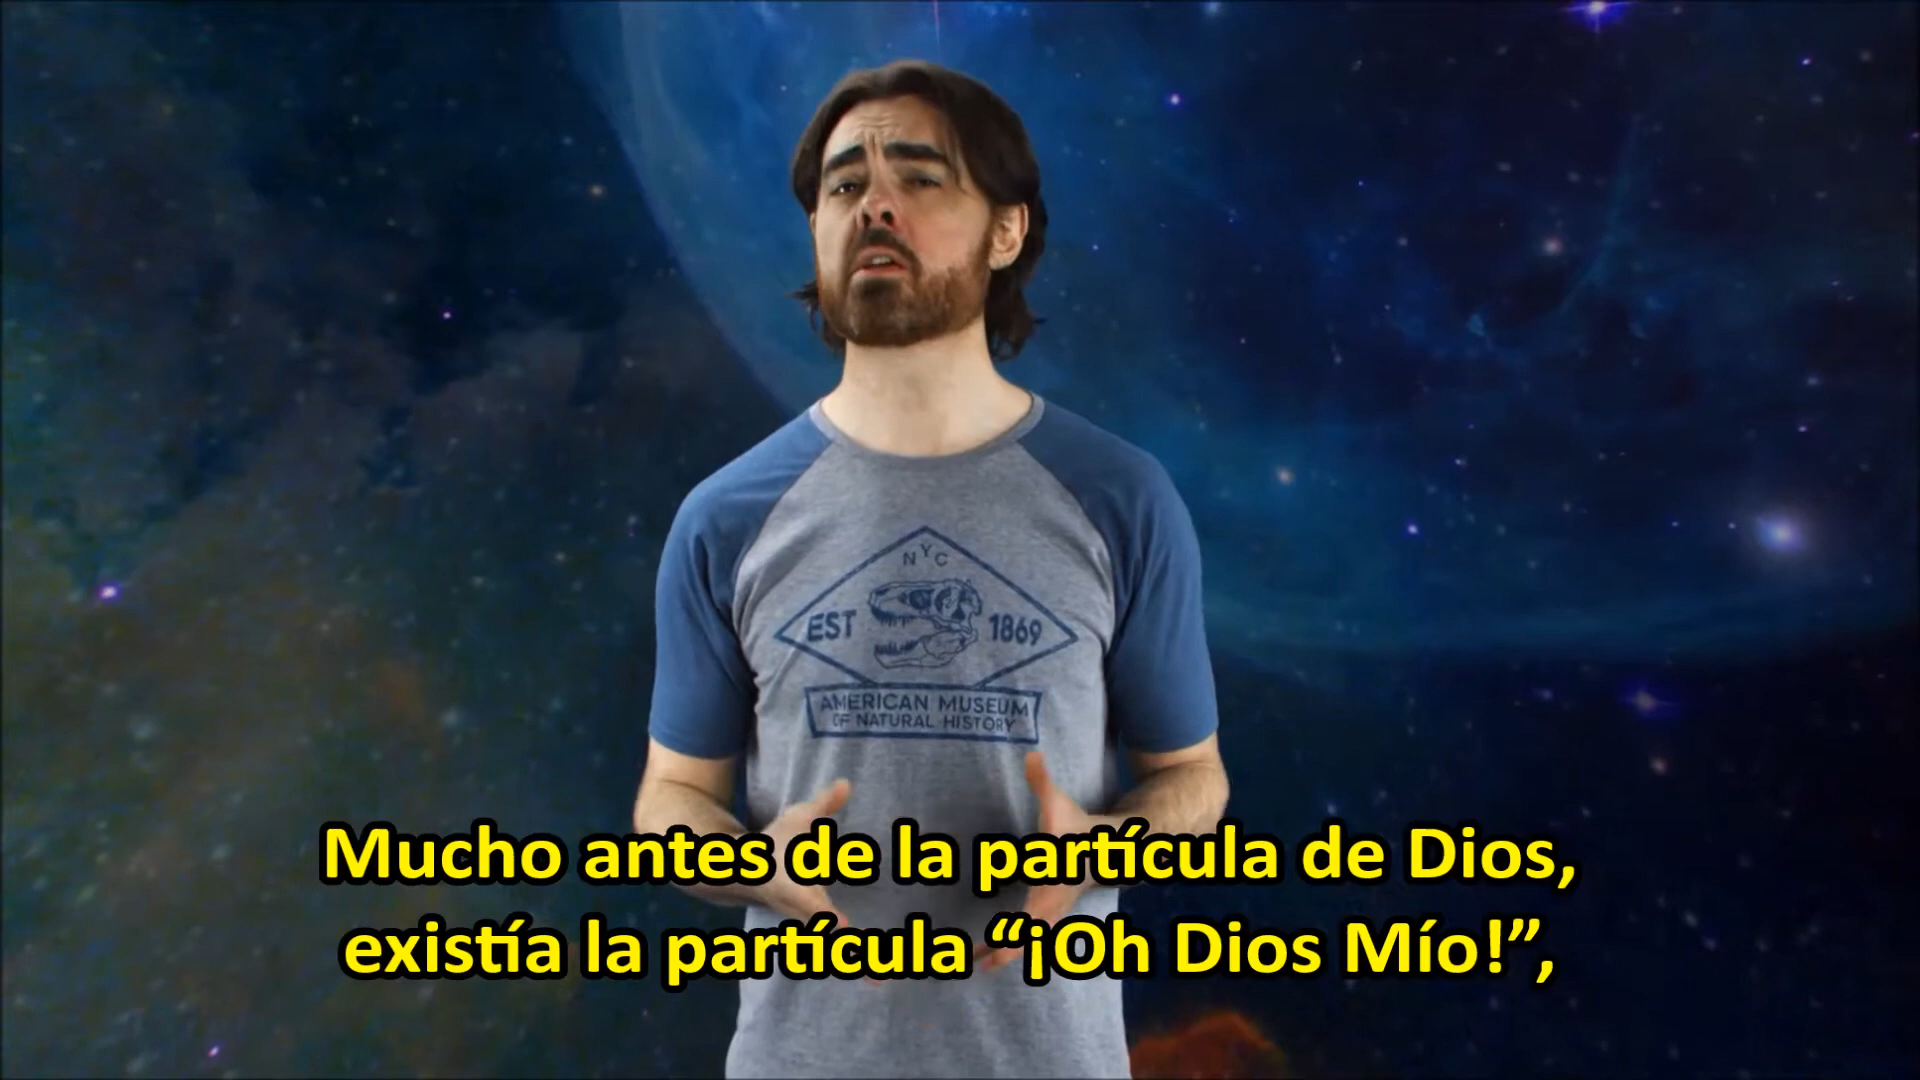 NYC
EST 1869
AMERICAN MUSEUM
OF NATURAL HISTORY
Mucho antes de la partícula de Dios,
existía la partícula “¡Oh Dios Mío!”,